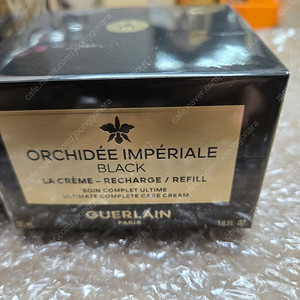 ORCHIDÉE IMPÉRIALE
BLACK
LA CRÈME – RECHARGE / REFILL
SOIN COMPLET ULTIME
ULTIMATE COMPLETE CARE CREAM
GUERLAIN
PARIS